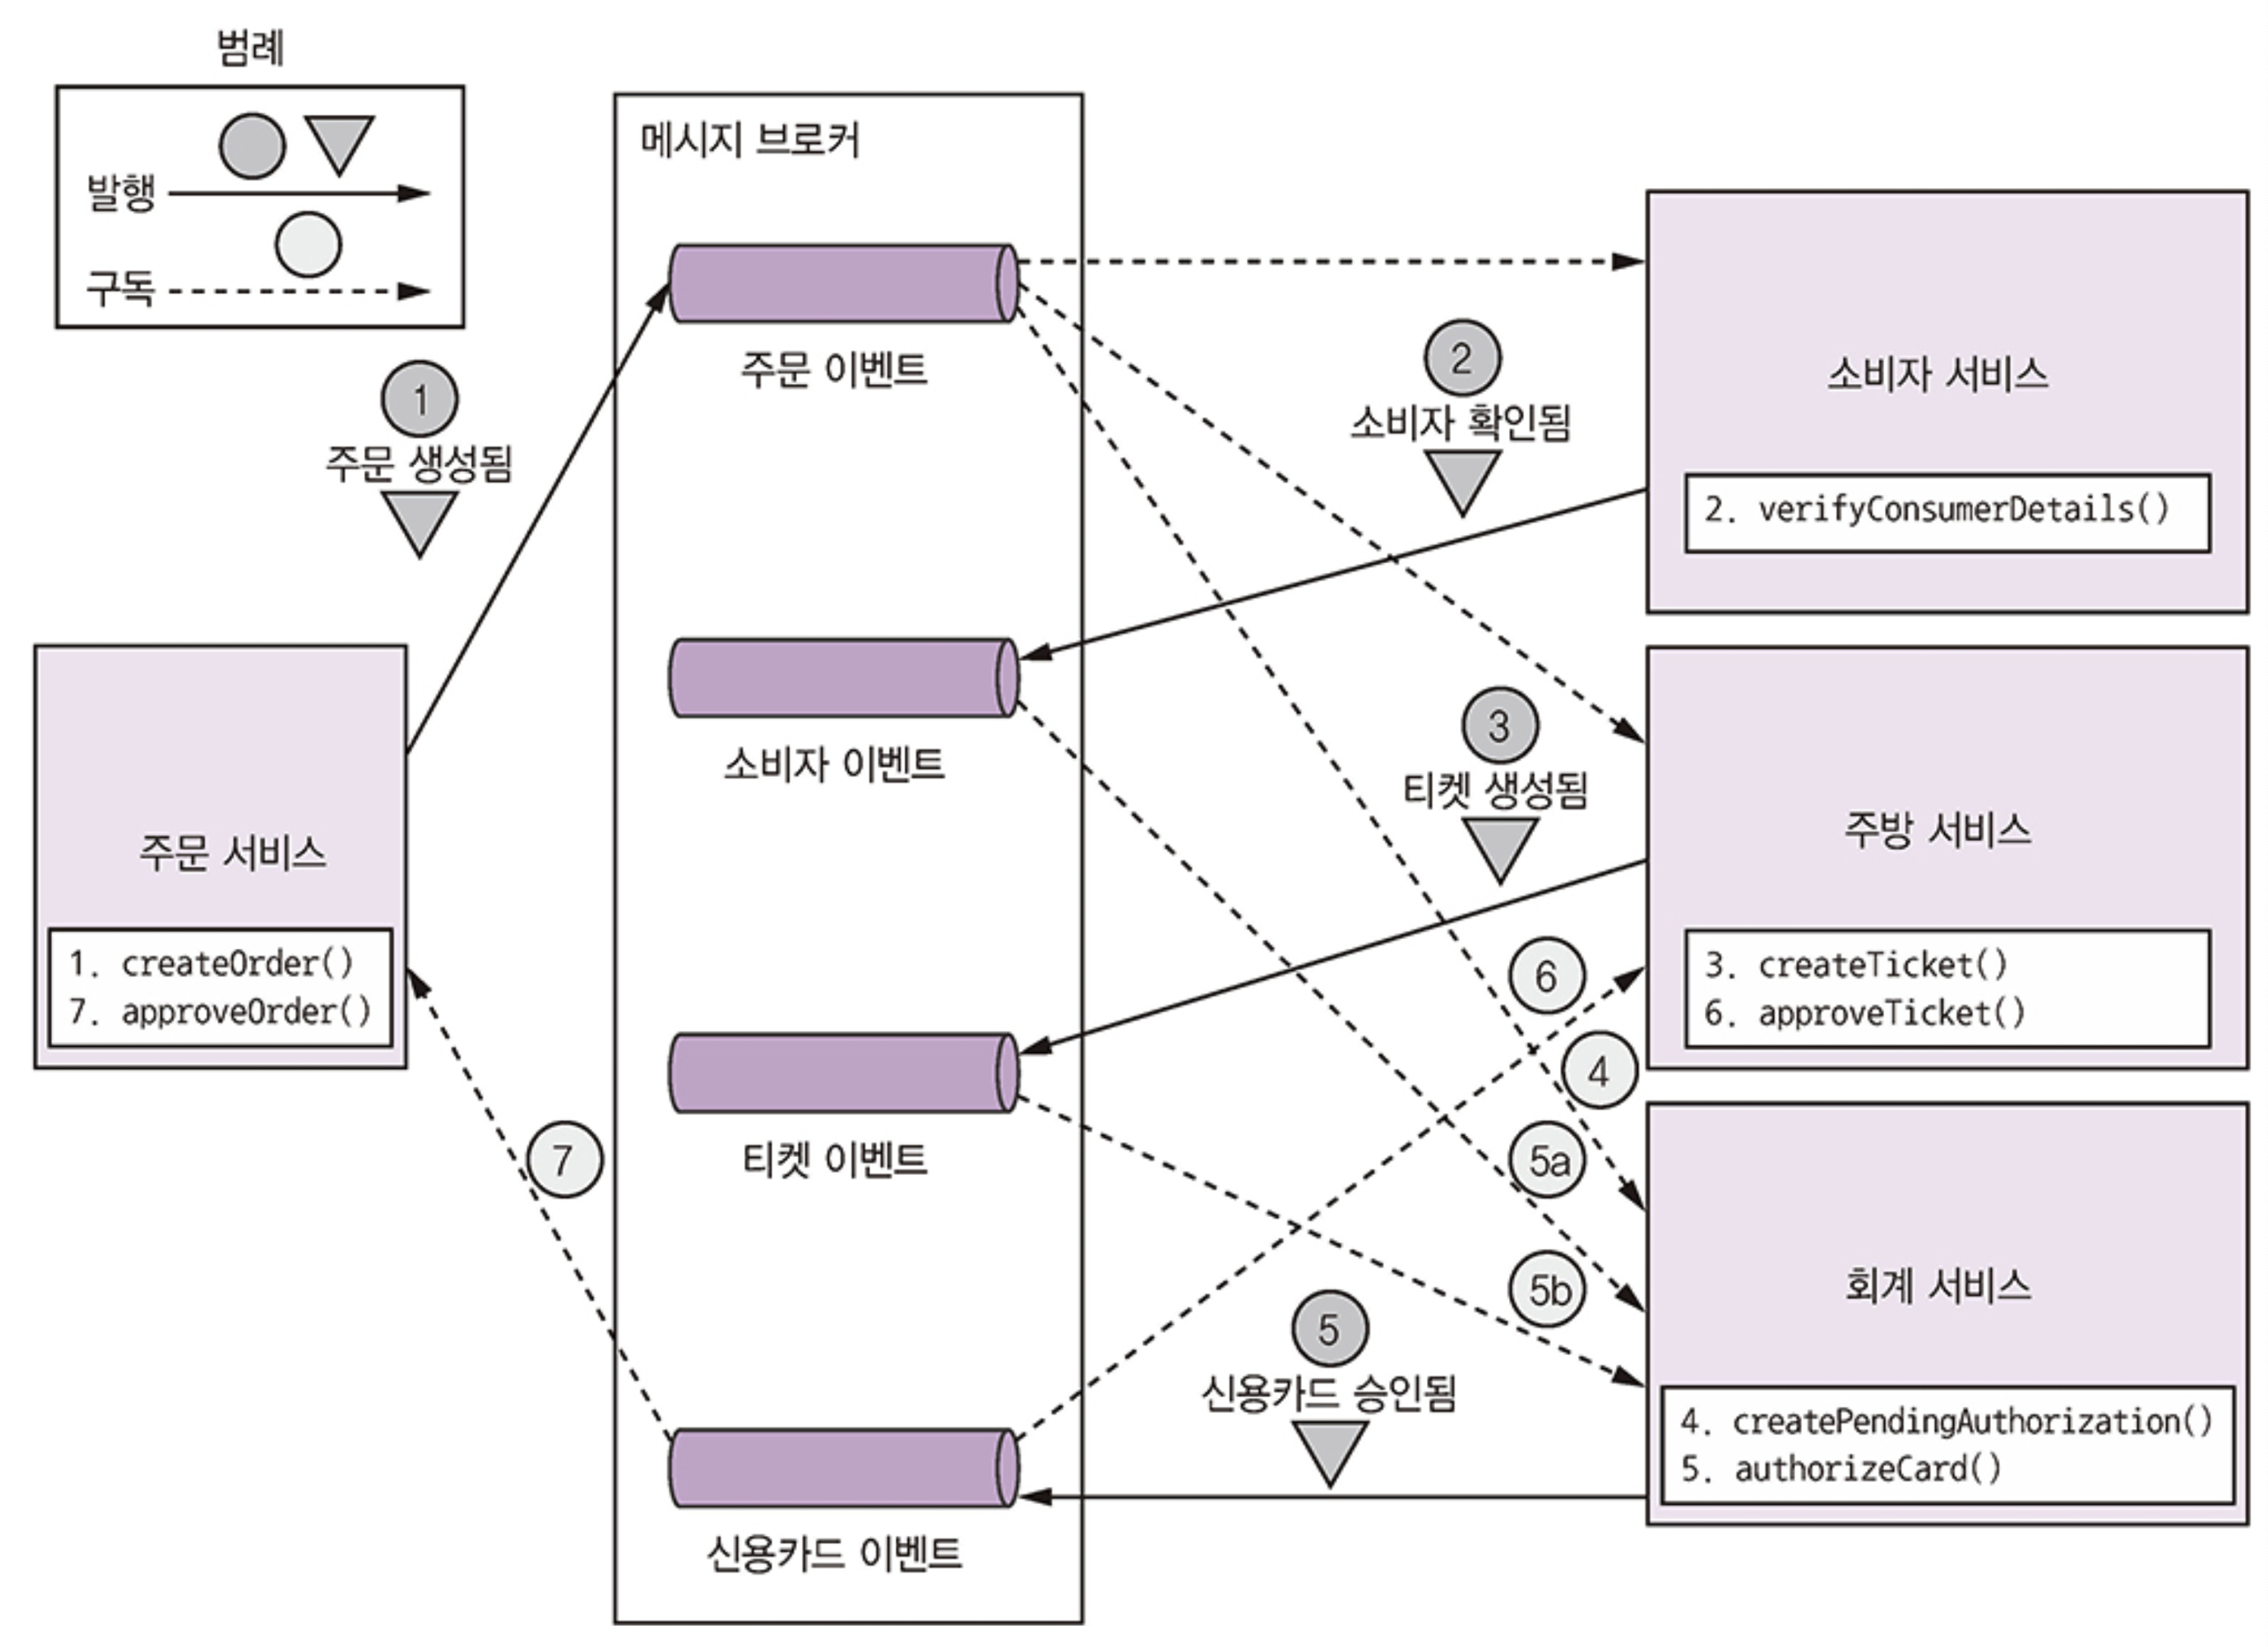 범례
발행
구독
메시지 브로커
주문 이벤트
소비자 이벤트
티켓 이벤트
신용카드 이벤트
1
주문 생성됨
주문 서비스
1. createOrder()
7. approveOrder()
7
2
소비자 확인됨
소비자 서비스
2. verifyConsumerDetails()
3
티켓 생성됨
주방 서비스
3. createTicket()
6. approveTicket()
6
4
5a
5b
5
신용카드 승인됨
회계 서비스
4. createPendingAuthorization()
5. authorizeCard()